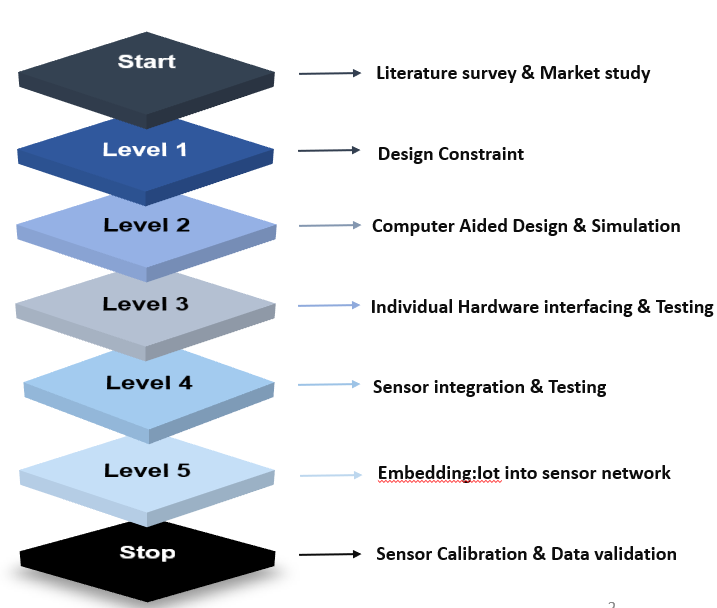 Start
Literature survey & Market study
Level 1
Design Constraint
Level 2
Computer Aided Design & Simulation
Level 3
Individual Hardware interfacing & Testing
Level 4
Sensor integration & Testing
Level 5
Embedding:Iot into sensor network
Stop
Sensor Calibration & Data validation